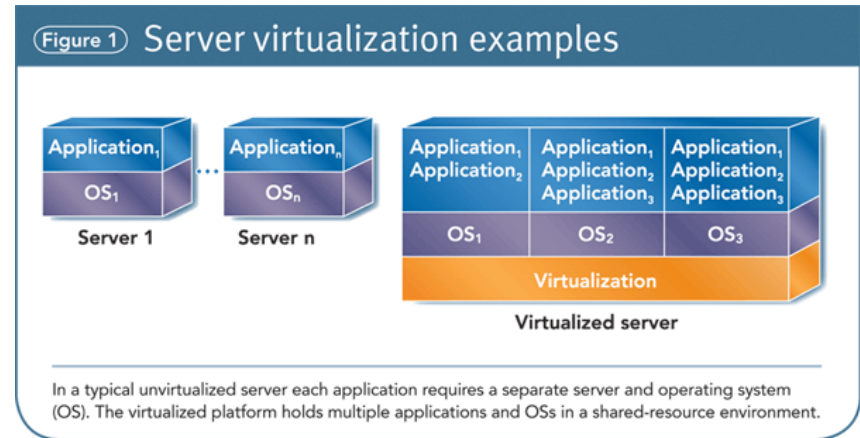 Figure 1 Server virtualization examples
Application₁
OS₁
Server 1
...
Applicationₙ
OSₙ
Server n
Application₁
Application₂
OS₁
Application₁
Application₂
Application₃
OS₂
Application₁
Application₂
Application₃
OS₃
Virtualization
Virtualized server
In a typical unvirtualized server each application requires a separate server and operating system
(OS). The virtualized platform holds multiple applications and OSs in a shared-resource environment.